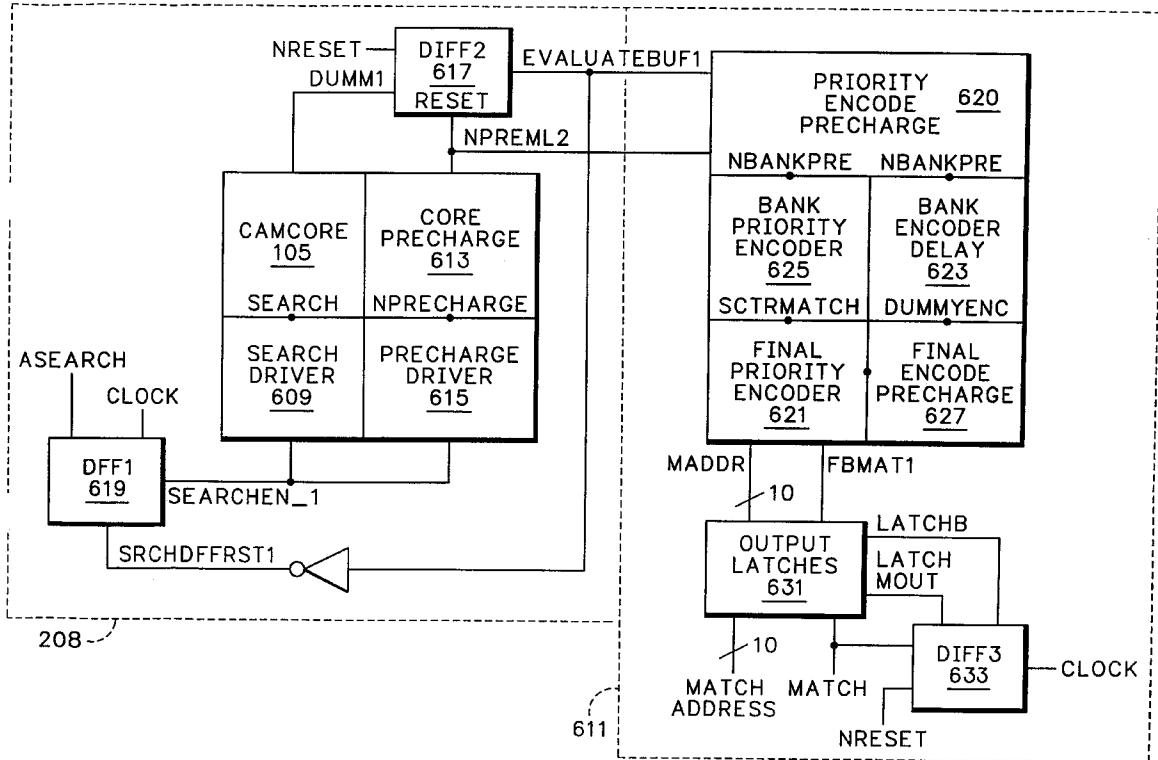 NRESET
DIFF2
617
RESET
DUMM1
EVALUATEBUF1
NPREML2
PRIORITY
ENCODE
PRECHARGE
620
NBANKPRE
NBANKPRE
CAMCORE
105
CORE
PRECHARGE
613
BANK
PRIORITY
ENCODER
625
BANK
ENCODER
DELAY
623
SEARCH
NPRECHARGE
SCTRMATCH
DUMMYENC
SEARCH
DRIVER
609
PRECHARGE
DRIVER
615
FINAL
PRIORITY
ENCODER
621
FINAL
ENCODE
PRECHARGE
627
ASEARCH
CLOCK
DFF1
619
SEARCHEN_1
SRCHDFFRST1
MADDR
FBMAT1
10
OUTPUT
LATCHES
631
LATCHB
LATCH
MOUT
10
MATCH
ADDRESS
MATCH
DIFF3
633
CLOCK
NRESET
208
611